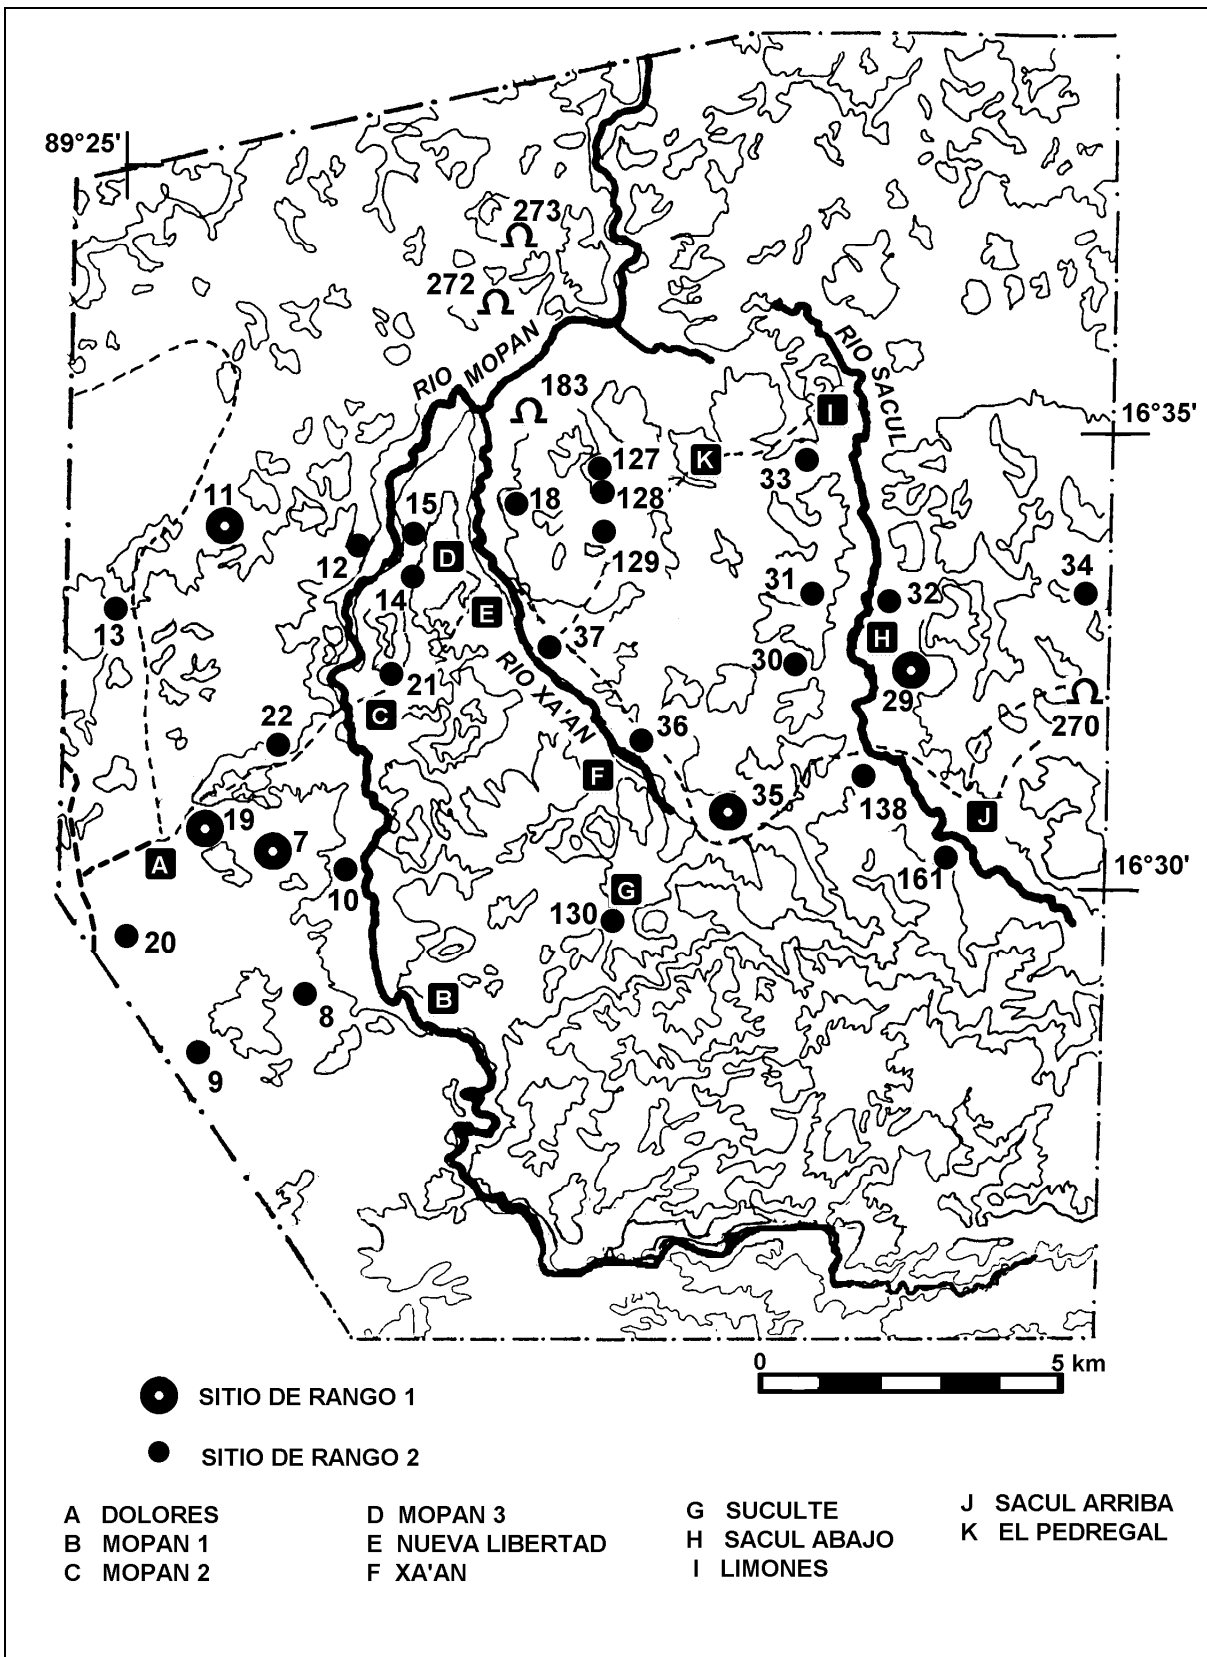 89°25'
273
272
RIO MOPAN
183
RIO SACUL
I
16°35'
127
K
33
11
15
18
128
12
D
129
31
34
14
32
13
E
37
H
30
21
RIO XA'AN
29
C
270
22
36
F
35
19
7
138
J
A
16°30'
10
G
161
130
20
B
8
9
0 5 km
SITIO DE RANGO 1
SITIO DE RANGO 2
A DOLORES
B MOPAN 1
C MOPAN 2
D MOPAN 3
E NUEVA LIBERTAD
F XA'AN
G SUCULTE
H SACUL ABAJO
I LIMONES
J SACUL ARRIBA
K EL PEDREGAL